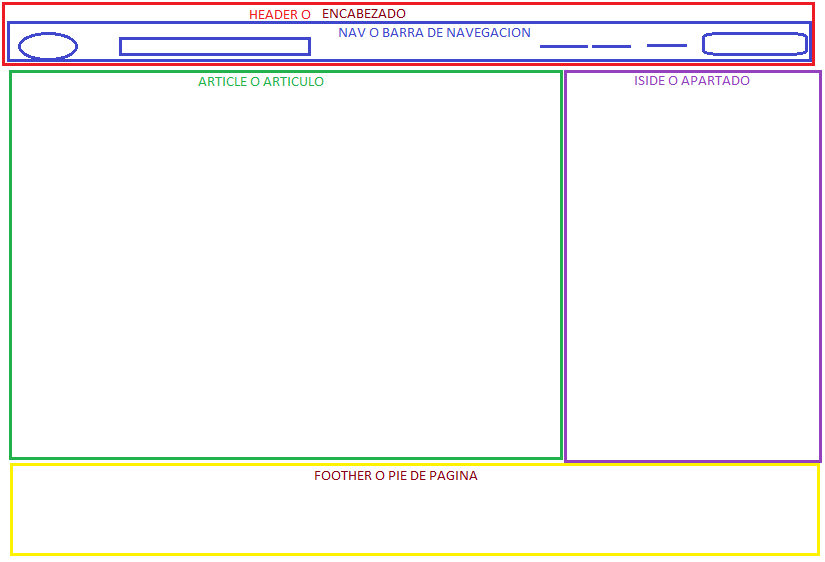 HEADER O ENCABEZADO
NAV O BARRA DE NAVEGACION
ARTICLE O ARTICULO
ISIDE O APARTADO
FOOTHER O PIE DE PAGINA